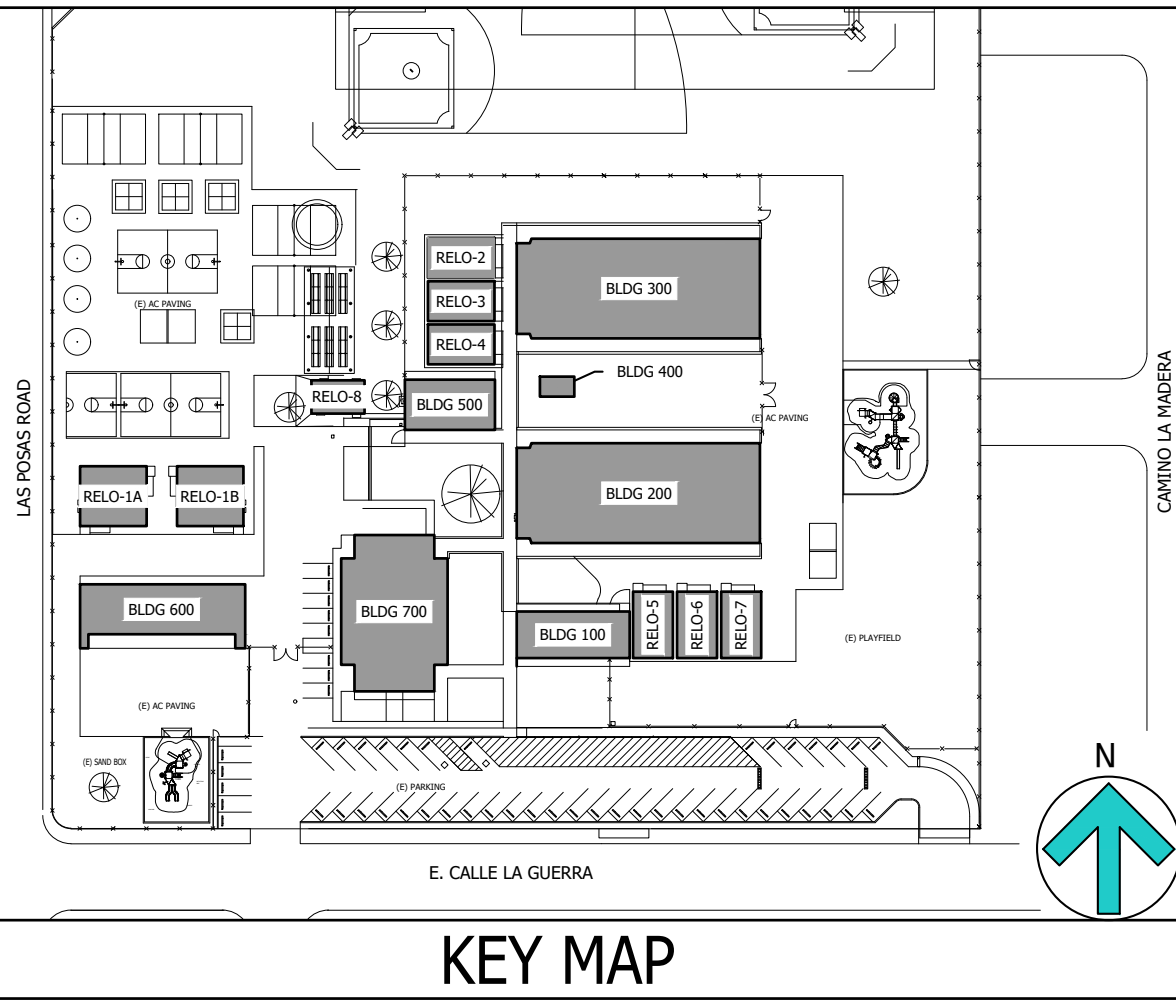 RELO-2
RELO-3
RELO-4
BLDG 300
(E) AC PAVING
BLDG 400
RELO-8
BLDG 500
(E) AC PAVING
LAS POSAS ROAD
CAMINO LA MADERA
RELO-1A
RELO-1B
BLDG 200
BLDG 600
BLDG 700
BLDG 100
RELO-5
RELO-6
RELO-7
(E) PLAYFIELD
(E) AC PAVING
(E) SAND BOX
(E) PARKING
N
E. CALLE LA GUERRA
KEY MAP